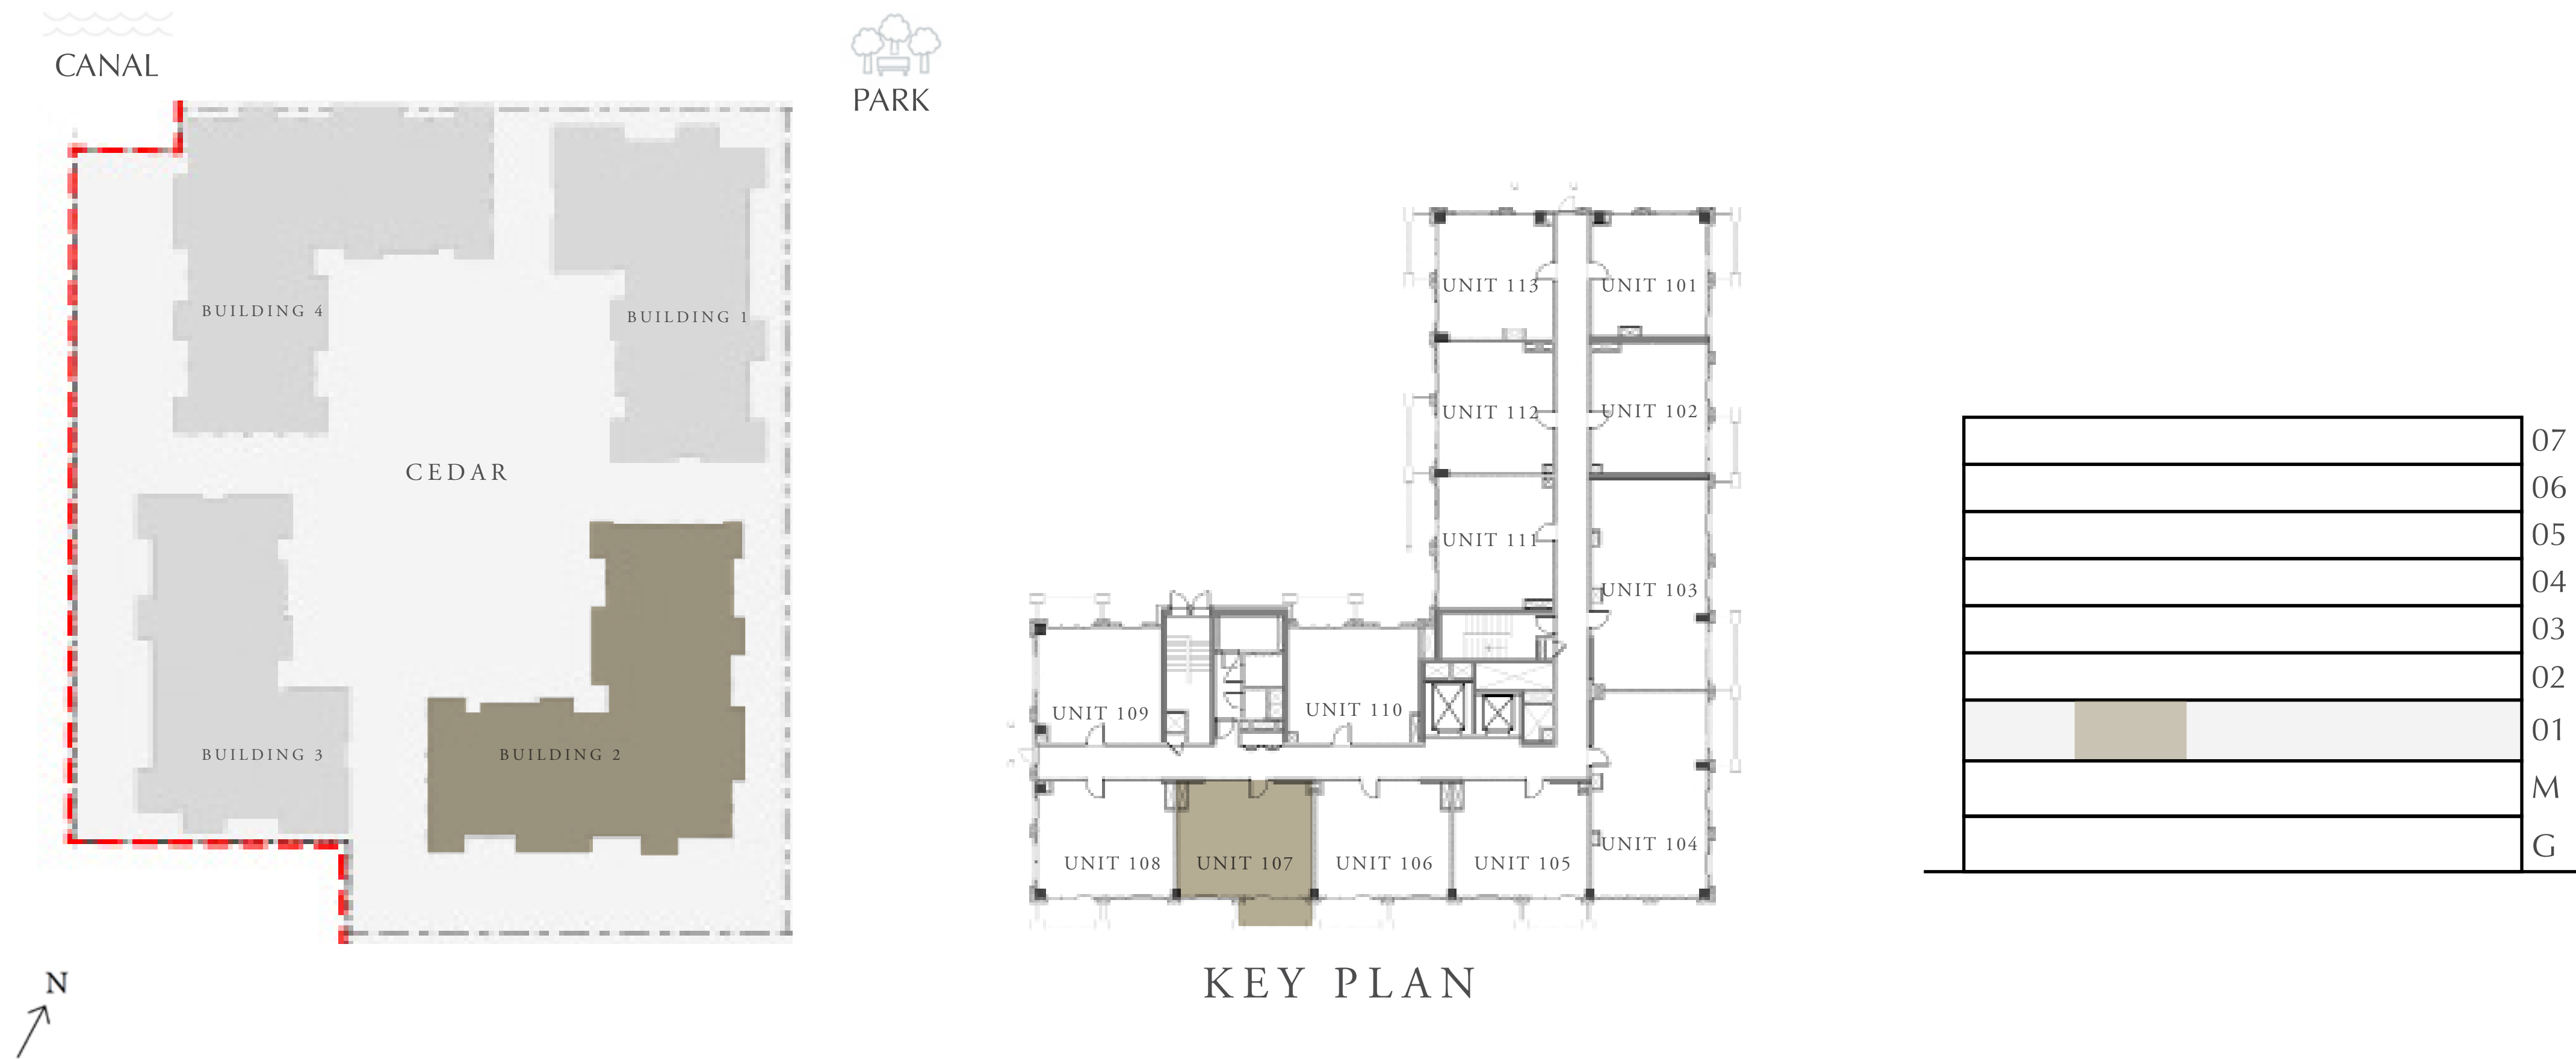 CANAL
PARK
BUILDING 4
BUILDING 1
CEDAR
BUILDING 3
BUILDING 2
N
UNIT 113
UNIT 101
UNIT 112
UNIT 102
UNIT 111
UNIT 103
UNIT 109
UNIT 110
UNIT 108
UNIT 107
UNIT 106
UNIT 105
UNIT 104
KEY PLAN
07
06
05
04
03
02
01
M
G